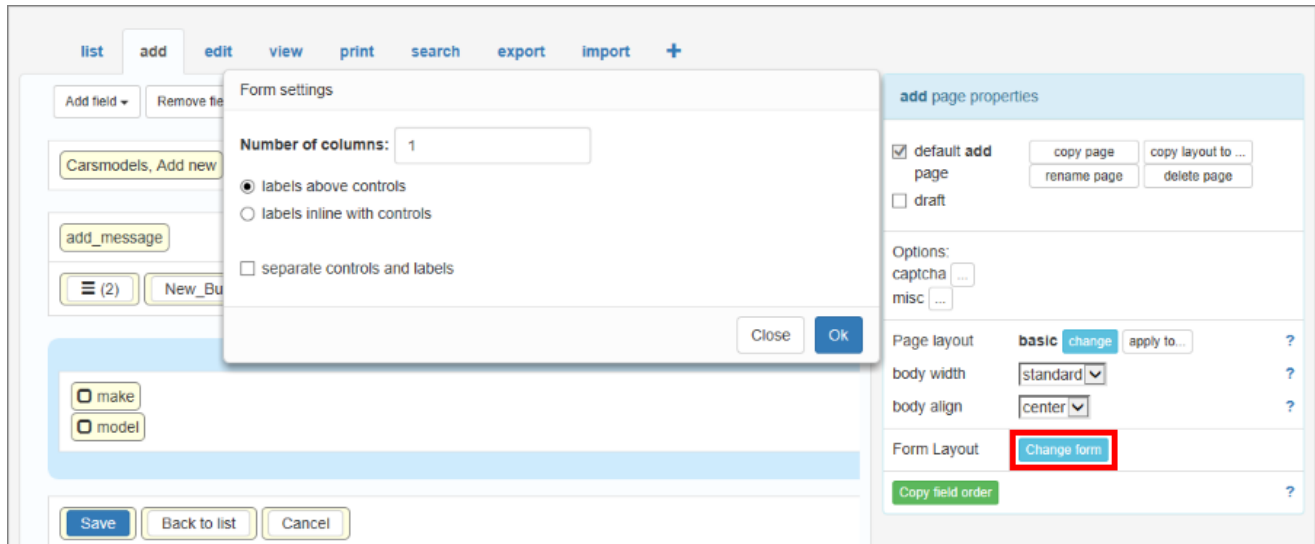 list add edit view print search export import +
Add field Remove fie
Carsmodels, Add new
add_message
(2) New_Bu
make
model
Save Back to list Cancel
Form settings
Number of columns: 1
labels above controls
labels inline with controls
separate controls and labels
Close Ok
add page properties
default add page copy page copy layout to ...
rename page delete page
draft
Options:
captcha ...
misc ...
Page layout basic change apply to... ?
body width standard ?
body align center ?
Form Layout Change form
Copy field order ?